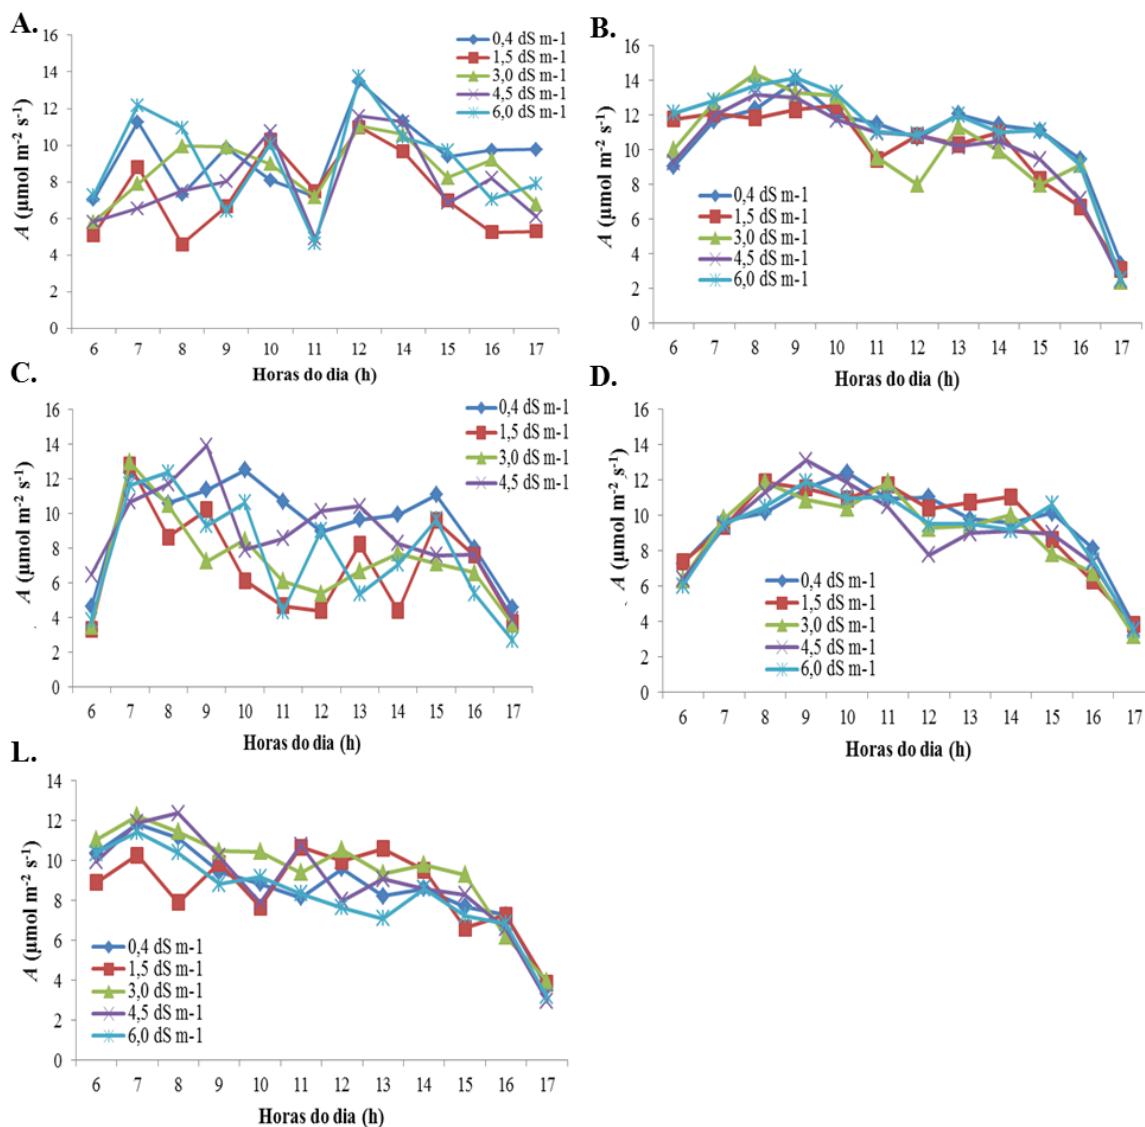 A.
16
14
12
10
8
6
4
2
0
A (µmol m⁻² s⁻¹)
0,4 dS m-1
1,5 dS m-1
3,0 dS m-1
4,5 dS m-1
6,0 dS m-1
6 7 8 9 10 11 12 14 15 16 17
Horas do dia (h)
B.
16
14
12
10
8
6
4
2
0
A (µmol m⁻² s⁻¹)
0,4 dS m-1
1,5 dS m-1
3,0 dS m-1
4,5 dS m-1
6,0 dS m-1
6 7 8 9 10 11 12 13 14 15 16 17
Horas do dia (h)
C.
16
14
12
10
8
6
4
2
0
A (µmol m⁻² s⁻¹)
0,4 dS m-1
1,5 dS m-1
3,0 dS m-1
4,5 dS m-1
6 7 8 9 10 11 12 13 14 15 16 17
Horas do dia (h)
D.
16
14
12
10
8
6
4
2
0
A (µmol m⁻² s⁻¹)
0,4 dS m-1
1,5 dS m-1
3,0 dS m-1
4,5 dS m-1
6,0 dS m-1
6 7 8 9 10 11 12 13 14 15 16 17
Horas do dia (h)
L.
14
12
10
8
6
4
2
0
A (µmol m⁻² s⁻¹)
0,4 dS m-1
1,5 dS m-1
3,0 dS m-1
4,5 dS m-1
6,0 dS m-1
6 7 8 9 10 11 12 13 14 15 16 17
Horas do dia (h)